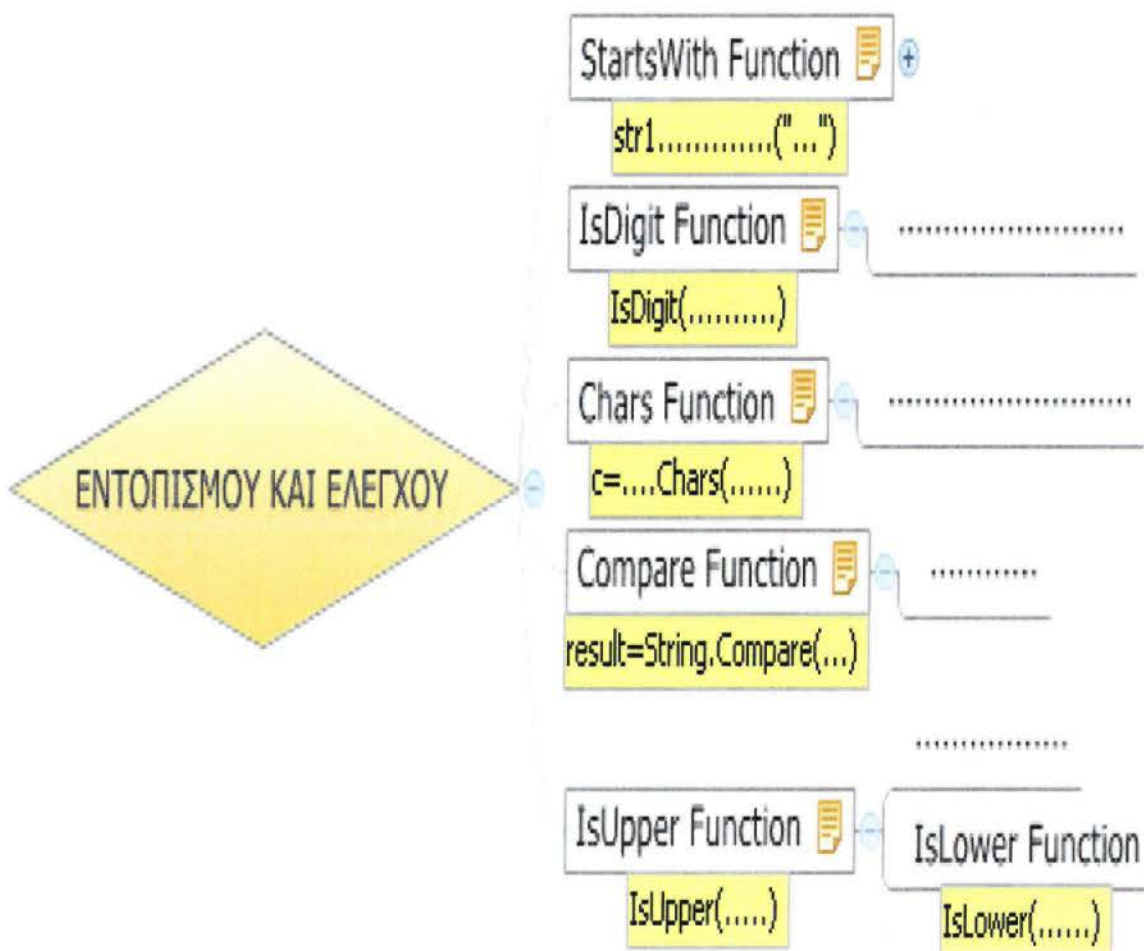 StartsWith Function
str1.............("...")
IsDigit Function
........................
IsDigit(..........)
Chars Function
..........................
c=....Chars(......)
ΕΝΤΟΠΙΣΜΟΥ ΚΑΙ ΕΛΕΓΧΟΥ
Compare Function
............
result=String.Compare(...)
.................
IsUpper Function
IsLower Function
IsUpper(.....)
IsLower(......)